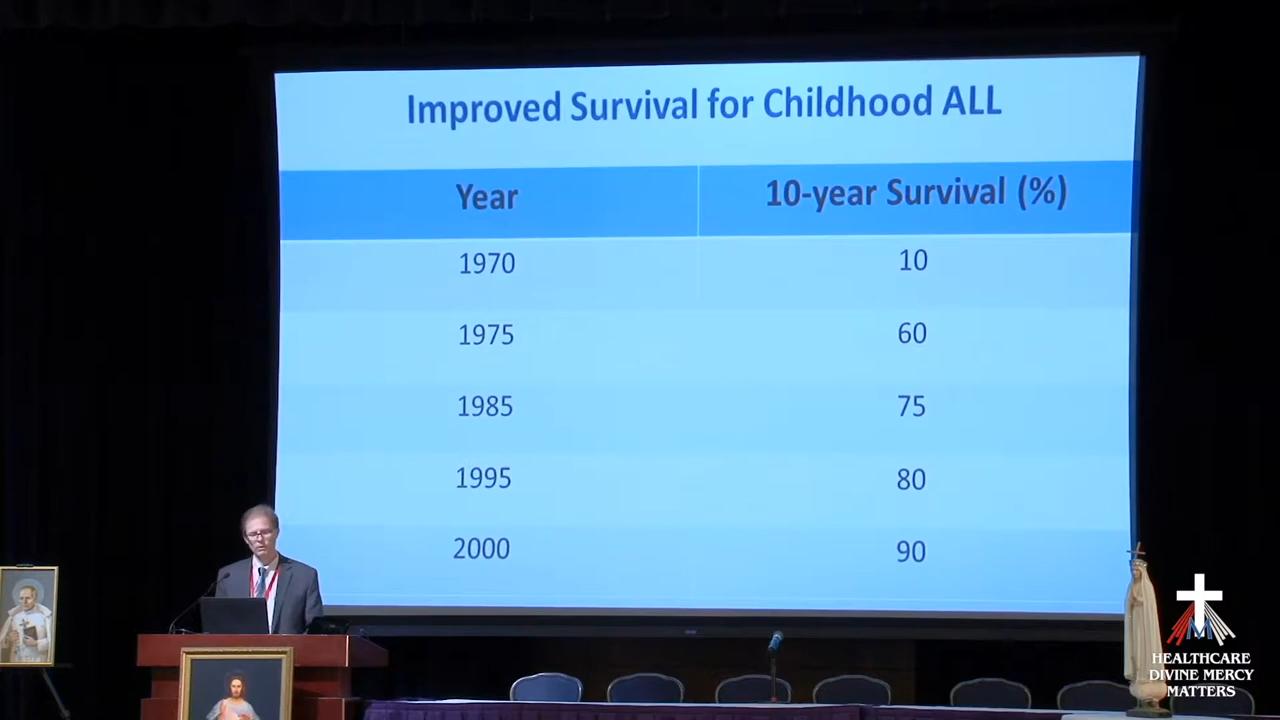 Improved Survival for Childhood ALL
Year 10-year Survival (%)
1970 10
1975 60
1985 75
1995 80
2000 90
HEALTHCARE
DIVINE MERCY
MATTERS